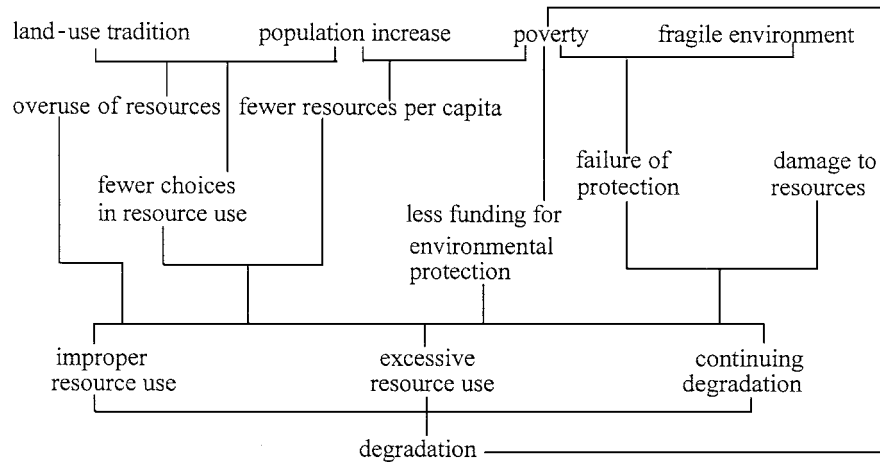 land-use tradition
population increase
poverty
fragile environment
overuse of resources
fewer resources per capita
failure of
protection
damage to
resources
fewer choices
in resource use
less funding for
environmental
protection
improper
resource use
excessive
resource use
continuing
degradation
degradation